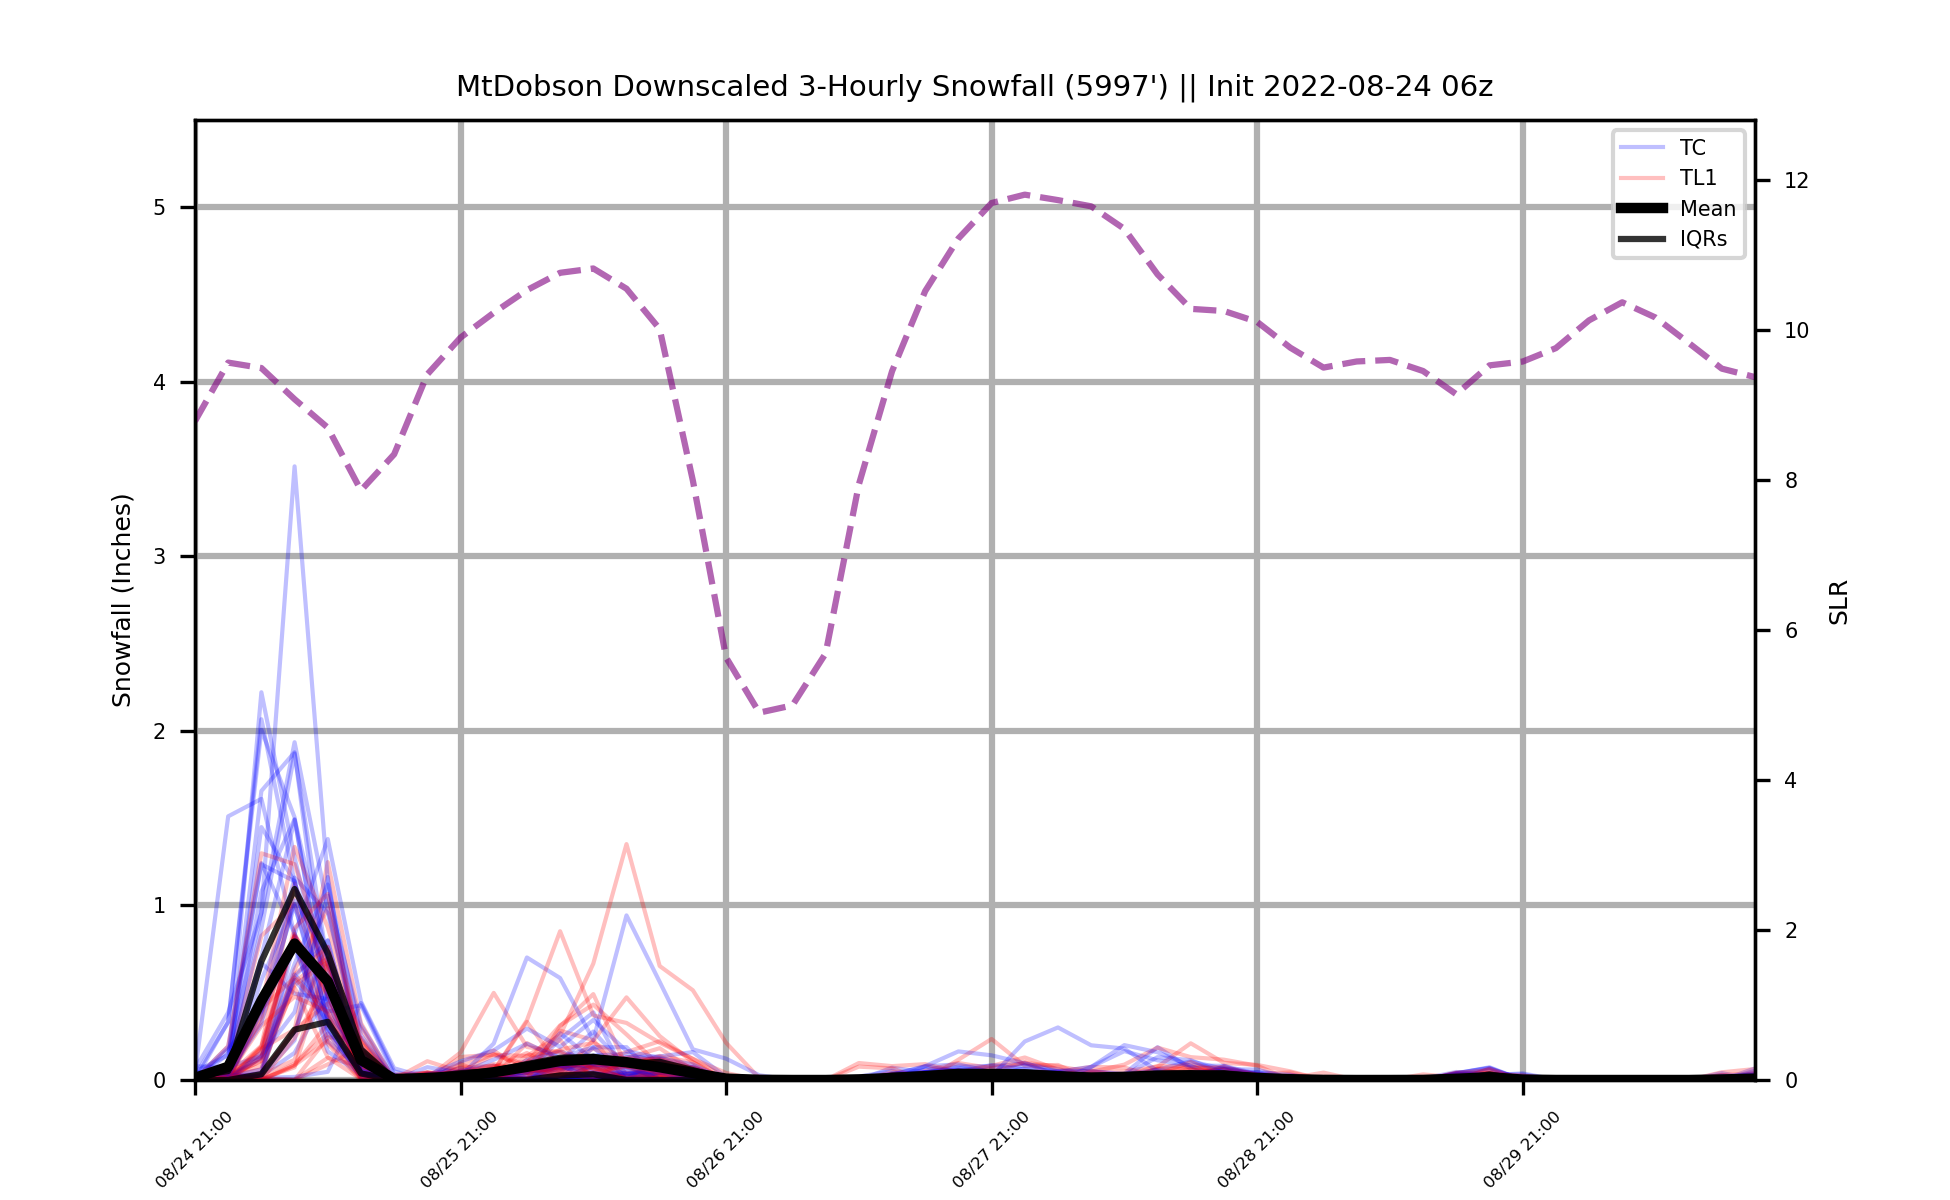 MtDobson Downscaled 3-Hourly Snowfall (5997') || Init 2022-08-24 06z
TC
TL1
Mean
IQRs
Snowfall (Inches)
5
4
3
2
1
0
SLR
12
10
8
6
4
2
0
08/24 21:00
08/25 21:00
08/26 21:00
08/27 21:00
08/28 21:00
08/29 21:00